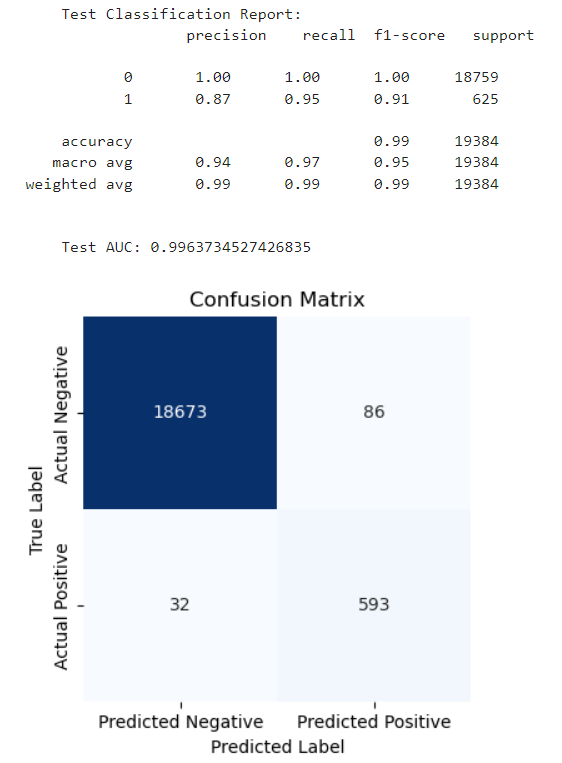 Test Classification Report:
precision recall f1-score support
0 1.00 1.00 1.00 18759
1 0.87 0.95 0.91 625
accuracy 0.99 19384
macro avg 0.94 0.97 0.95 19384
weighted avg 0.99 0.99 0.99 19384
Test AUC: 0.9963734527426835
Confusion Matrix
True Label
Actual Negative
18673 86
Actual Positive
32 593
Predicted Negative Predicted Positive
Predicted Label